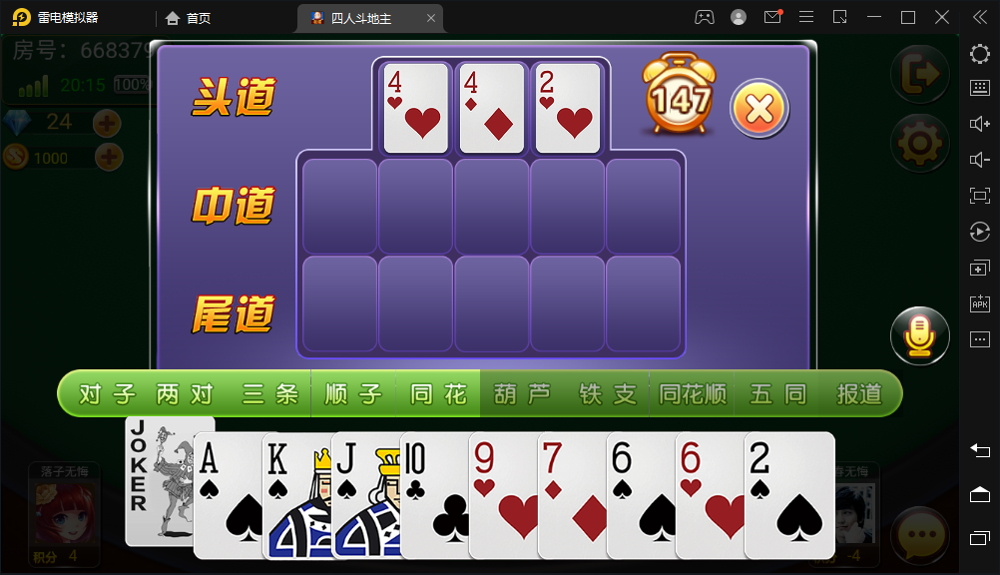 雷电模拟器
首页
四人斗地主
房号：668379
20:15 100%
24
1000
头道
4 4 2
147
中道
尾道
对子 两对 三条 顺子 同花 葫芦 铁支 同花顺 五同 报道
JOKER A K J 10 9 7 6 6 2
落子无悔
积分 4
-4
APK